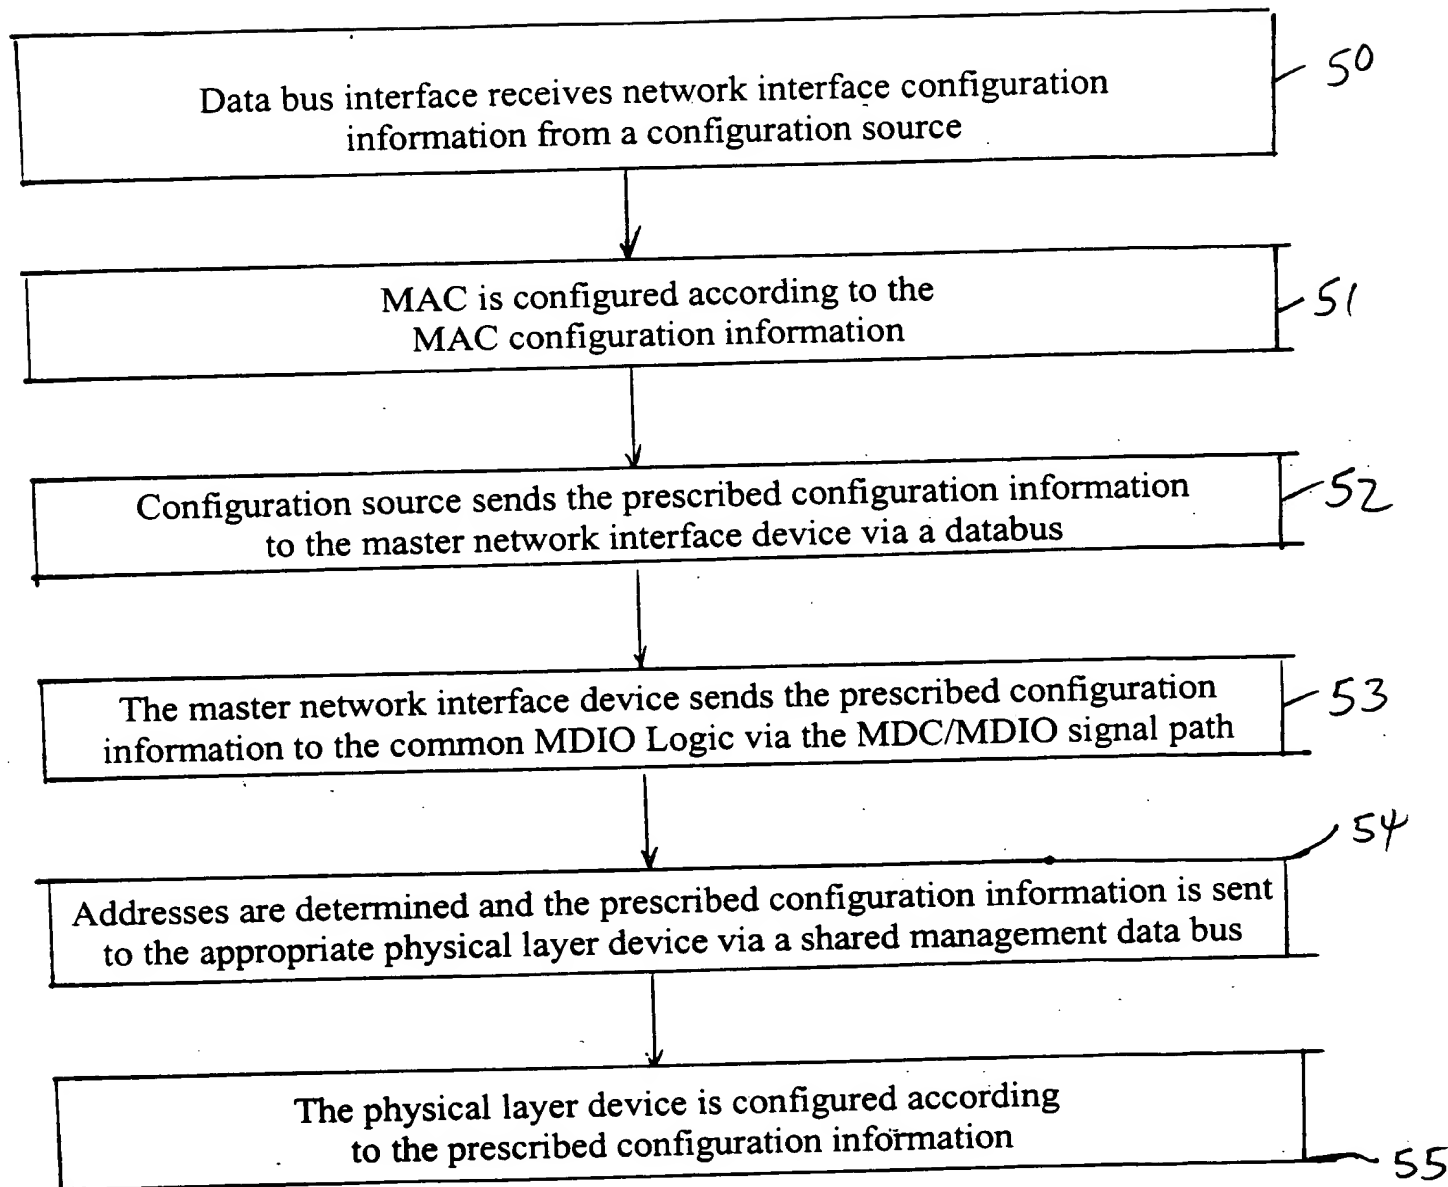 Data bus interface receives network interface configuration
information from a configuration source
50
MAC is configured according to the
MAC configuration information
51
Configuration source sends the prescribed configuration information
to the master network interface device via a databus
52
The master network interface device sends the prescribed configuration
information to the common MDIO Logic via the MDC/MDIO signal path
53
54
Addresses are determined and the prescribed configuration information is sent
to the appropriate physical layer device via a shared management data bus
The physical layer device is configured according
to the prescribed configuration information
55